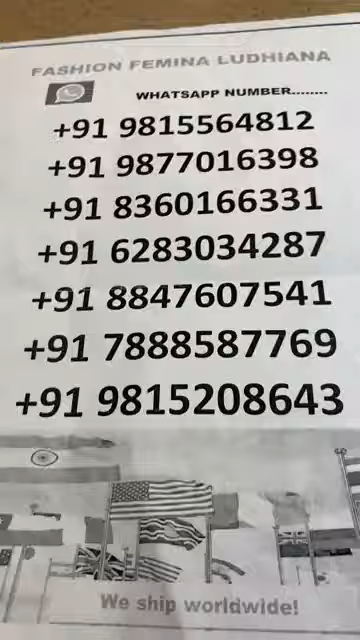 FASHION FEMINA LUDHIANA
WHATSAPP NUMBER........
+91 9815564812
+91 9877016398
+91 8360166331
+91 6283034287
+91 8847607541
+91 7888587769
+91 9815208643
We ship worldwide!